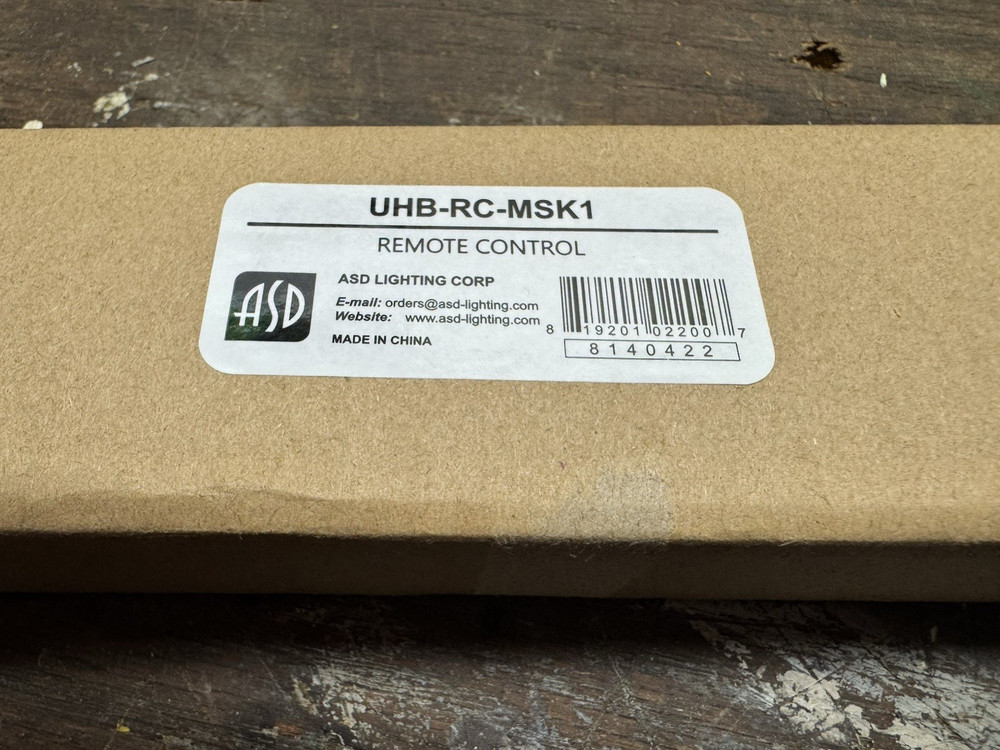 UHB-RC-MSK1
REMOTE CONTROL
ASD
ASD LIGHTING CORP
E-mail: orders@asd-lighting.com
Website: www.asd-lighting.com
MADE IN CHINA
8 19201 02200 7
8140422